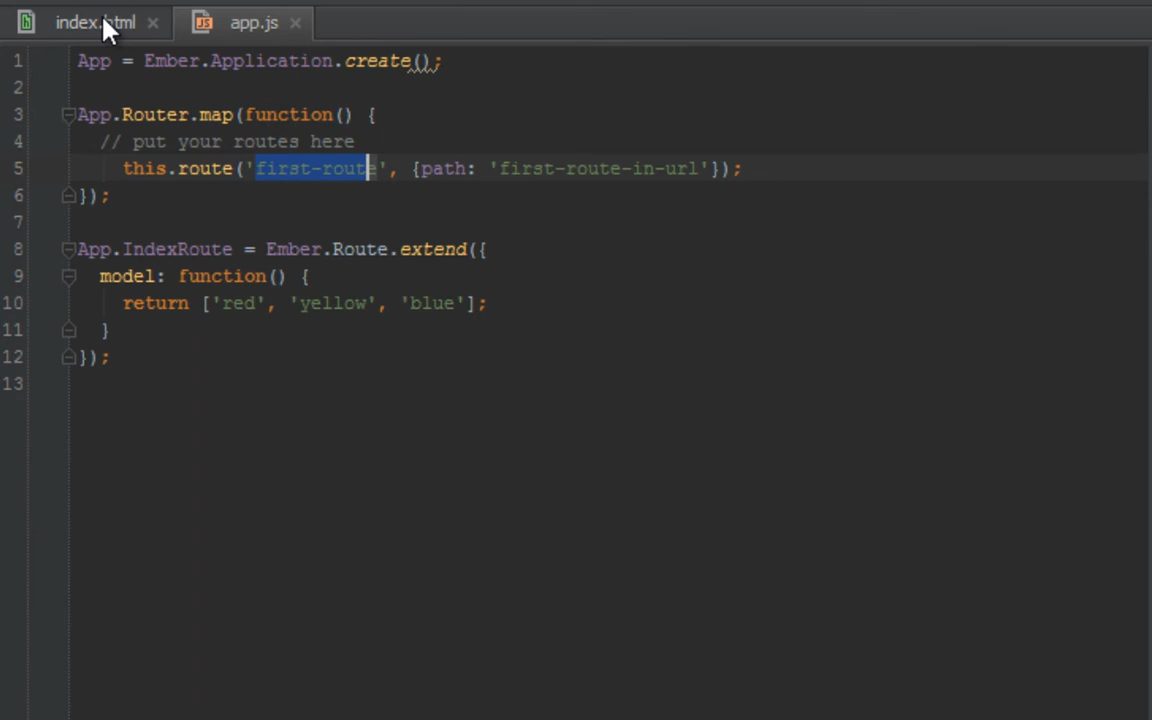 index.html
app.js
1 App = Ember.Application.create();
2
3 App.Router.map(function() {
4 // put your routes here
5 this.route('first-route', {path: 'first-route-in-url'});
6 });
7
8 App.IndexRoute = Ember.Route.extend({
9 model: function() {
10 return ['red', 'yellow', 'blue'];
11 }
12 });
13